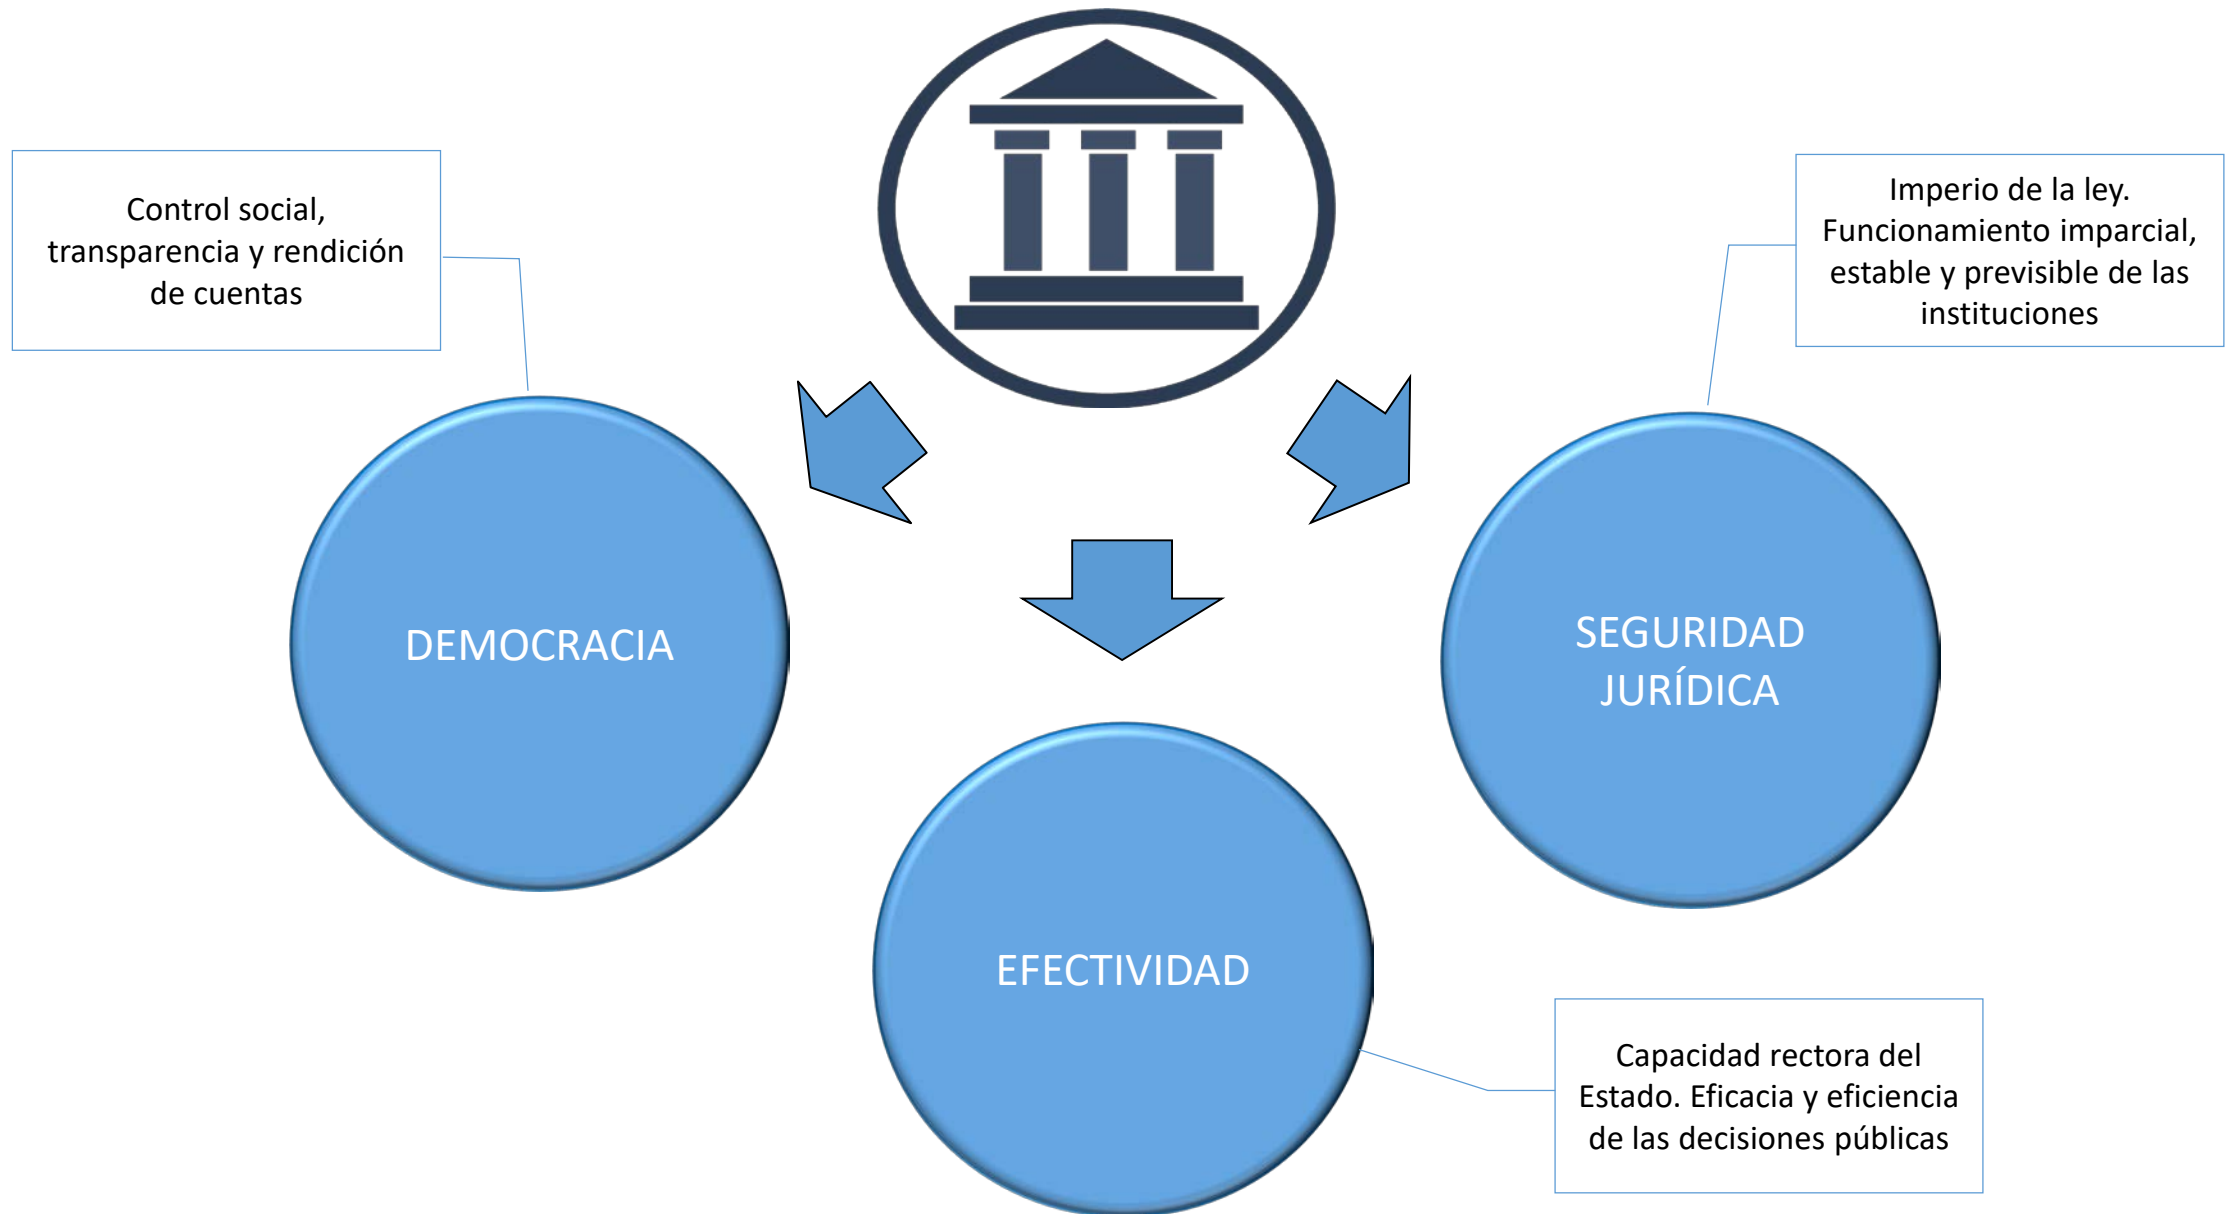 Control social,
transparencia y rendición
de cuentas
Imperio de la ley.
Funcionamiento imparcial,
estable y previsible de las
instituciones
DEMOCRACIA
SEGURIDAD
JURÍDICA
EFECTIVIDAD
Capacidad rectora del
Estado. Eficacia y eficiencia
de las decisiones públicas